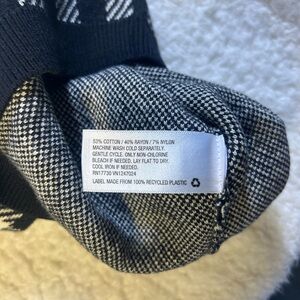 53% COTTON / 40% RAYON / 7% NYLON
MACHINE WASH COLD SEPARATELY.
GENTLE CYCLE. ONLY NON-CHLORINE
BLEACH IF NEEDED. LAY FLAT TO DRY.
COOL IRON IF NEEDED.
RN17730 VN1247024
LABEL MADE FROM 100% RECYCLED PLASTIC